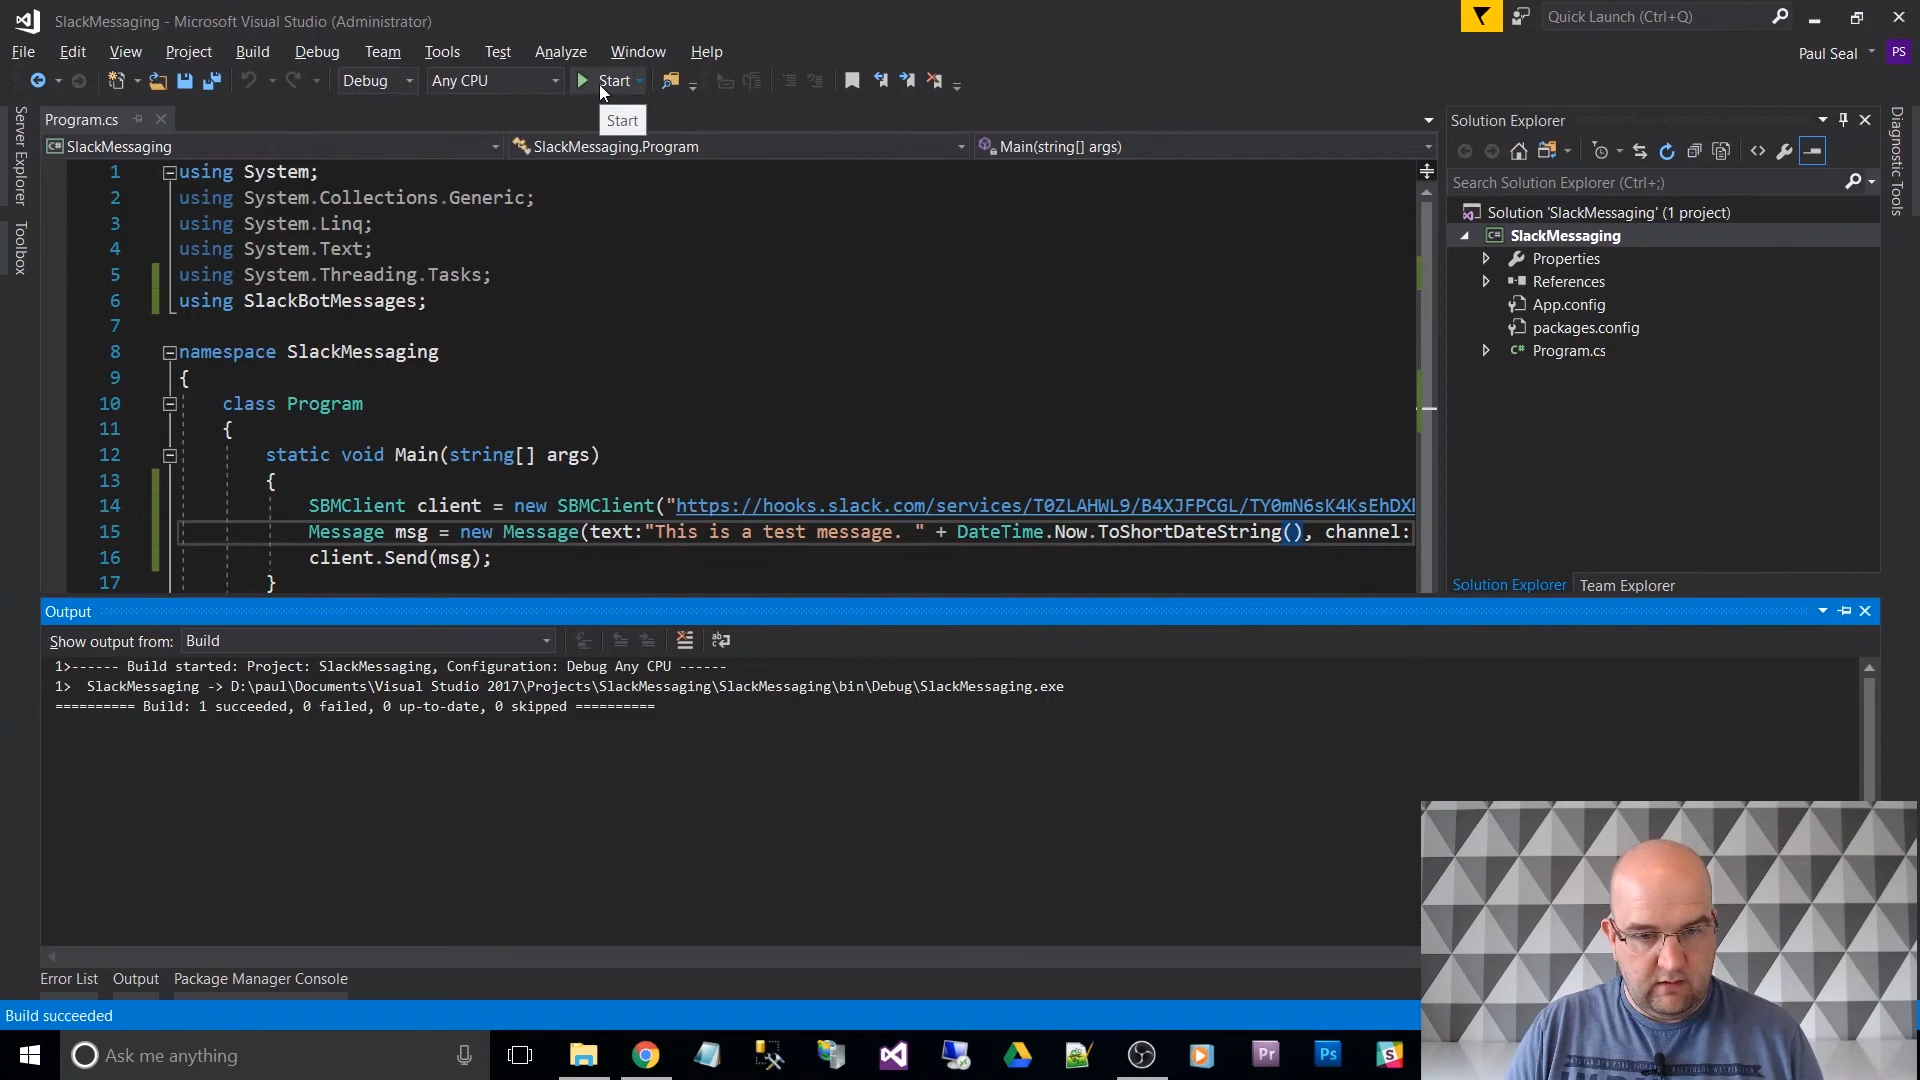 SlackMessaging - Microsoft Visual Studio (Administrator)
Quick Launch (Ctrl+Q)
File Edit View Project Build Debug Team Tools Test Analyze Window Help
Paul Seal PS
Debug Any CPU Start
Start
Server Explorer
Toolbox
Program.cs
SlackMessaging SlackMessaging.Program Main(string[] args)
1 using System;
2 using System.Collections.Generic;
3 using System.Linq;
4 using System.Text;
5 using System.Threading.Tasks;
6 using SlackBotMessages;
7
8 namespace SlackMessaging
9 {
10 class Program
11 {
12 static void Main(string[] args)
13 {
14 SBMClient client = new SBMClient("https://hooks.slack.com/services/T0ZLAHWL9/B4XJFPCGL/TY0mN6sK4KsEhDX
15 Message msg = new Message(text:"This is a test message. " + DateTime.Now.ToShortDateString(), channel:
16 client.Send(msg);
17 }
Solution Explorer
Search Solution Explorer (Ctrl+;)
Solution 'SlackMessaging' (1 project)
C# SlackMessaging
Properties
References
App.config
packages.config
C# Program.cs
Solution Explorer Team Explorer
Diagnostic Tools
Output
Show output from: Build
1>------ Build started: Project: SlackMessaging, Configuration: Debug Any CPU ------
1> SlackMessaging -> D:\paul\Documents\Visual Studio 2017\Projects\SlackMessaging\SlackMessaging\bin\Debug\SlackMessaging.exe
========== Build: 1 succeeded, 0 failed, 0 up-to-date, 0 skipped ==========
Error List Output Package Manager Console
Build succeeded
Ask me anything
Pr Ps